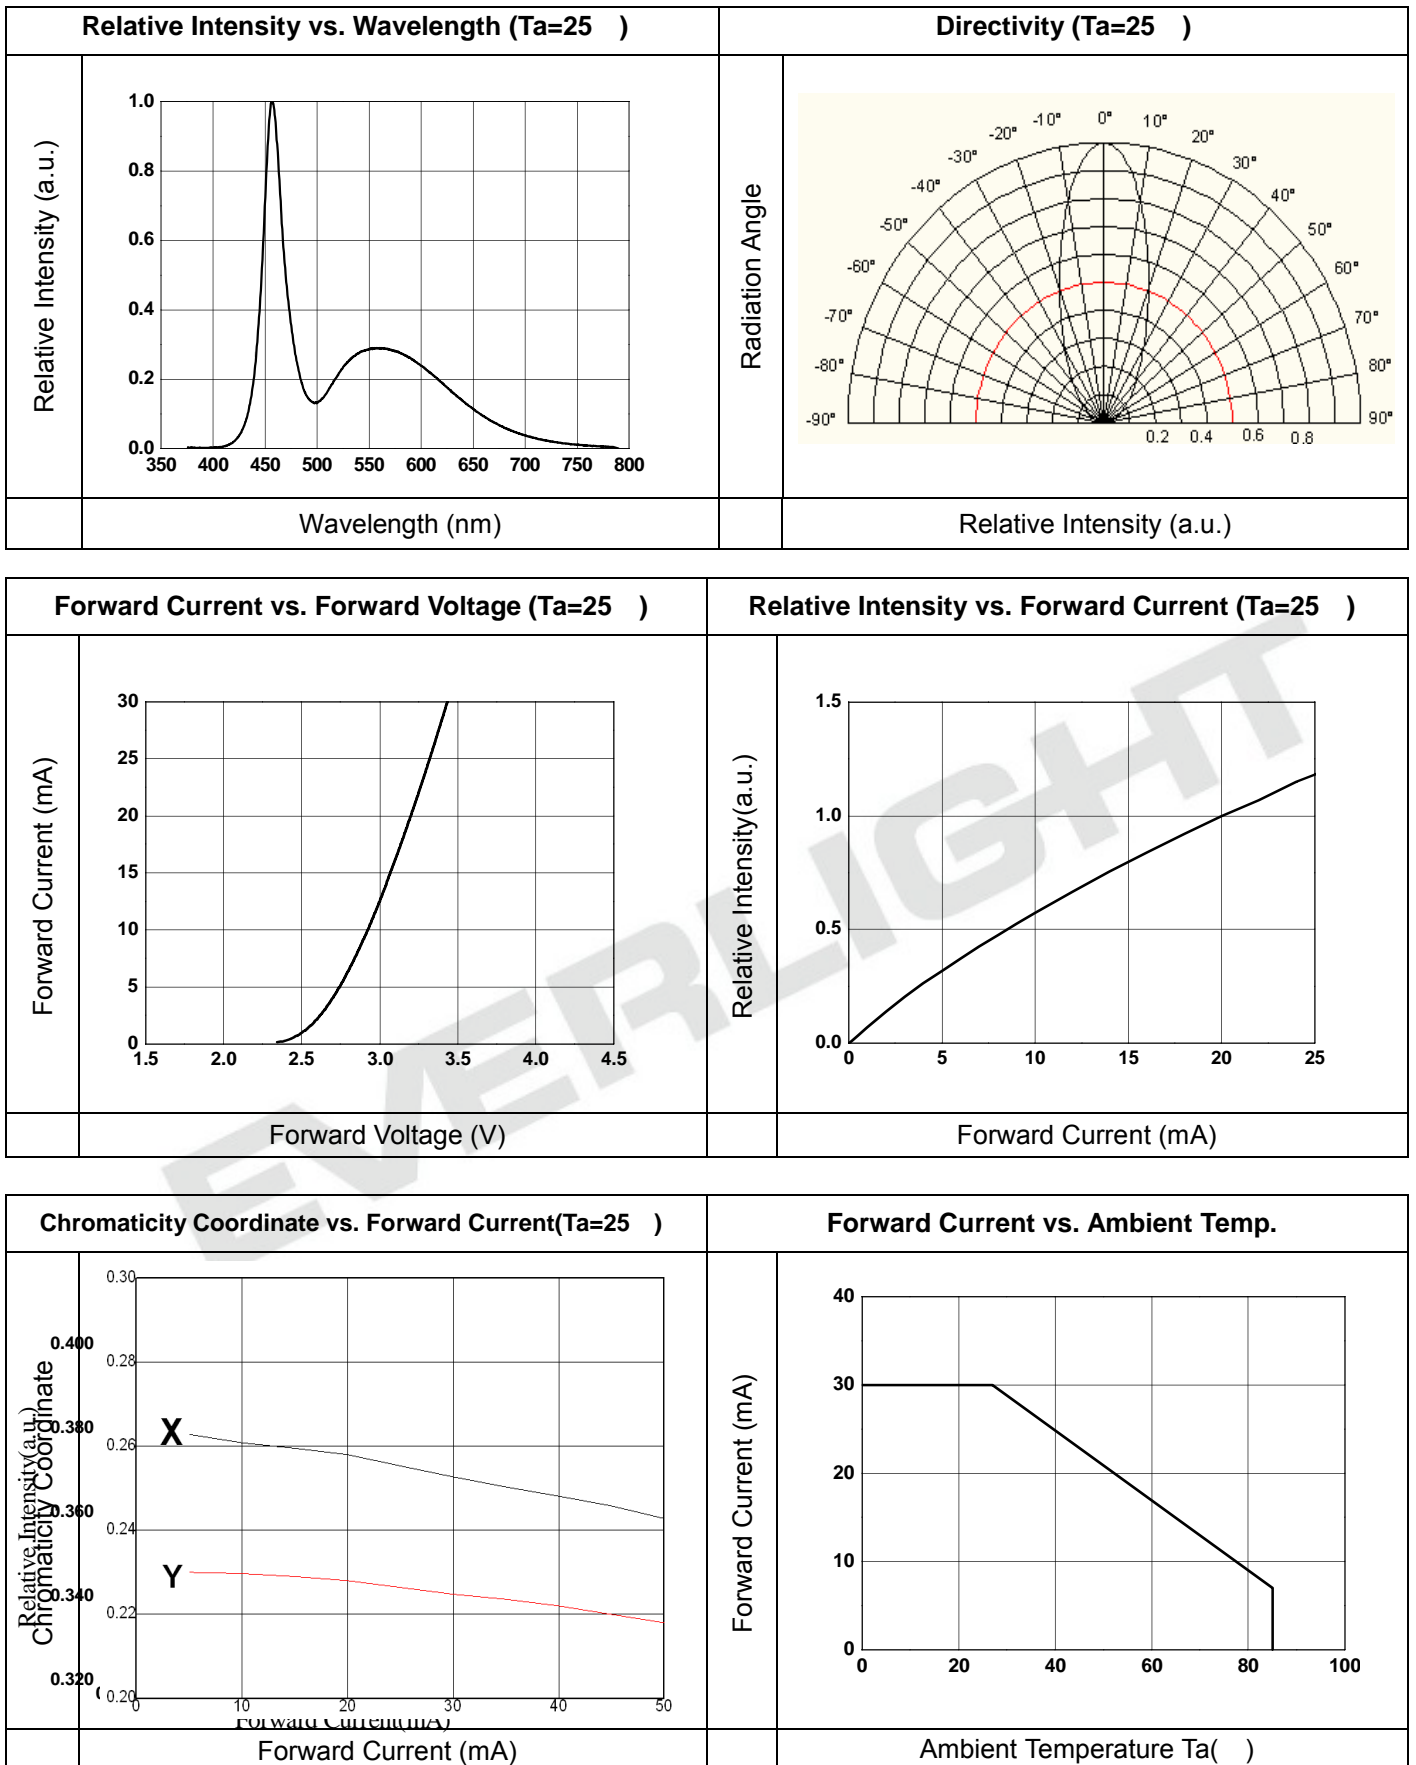 Relative Intensity vs. Wavelength (Ta=25 )
Directivity (Ta=25 )
Relative Intensity (a.u.)
1.0
0.8
0.6
0.4
0.2
0.0
350 400 450 500 550 600 650 700 750 800
Wavelength (nm)
Radiation Angle
-90° -80° -70° -60° -50° -40° -30° -20° -10° 0° 10° 20° 30° 40° 50° 60° 70° 80° 90°
0.2 0.4 0.6 0.8
Relative Intensity (a.u.)
Forward Current vs. Forward Voltage (Ta=25 )
Relative Intensity vs. Forward Current (Ta=25 )
Forward Current (mA)
30
25
20
15
10
5
0
1.5 2.0 2.5 3.0 3.5 4.0 4.5
Forward Voltage (V)
Relative Intensity(a.u.)
1.5
1.0
0.5
0.0
0 5 10 15 20 25
Forward Current (mA)
EVERLIGHT
Chromaticity Coordinate vs. Forward Current(Ta=25 )
Forward Current vs. Ambient Temp.
Relative Intensity(a.u.)
Chromaticity Coordinate
0.400
0.380
0.360
0.340
0.320
0.30
0.28
0.26
0.24
0.22
0.20
X
Y
0 10 20 30 40 50
Forward Current(mA)
Forward Current (mA)
Forward Current (mA)
40
30
20
10
0
0 20 40 60 80 100
Ambient Temperature Ta( )